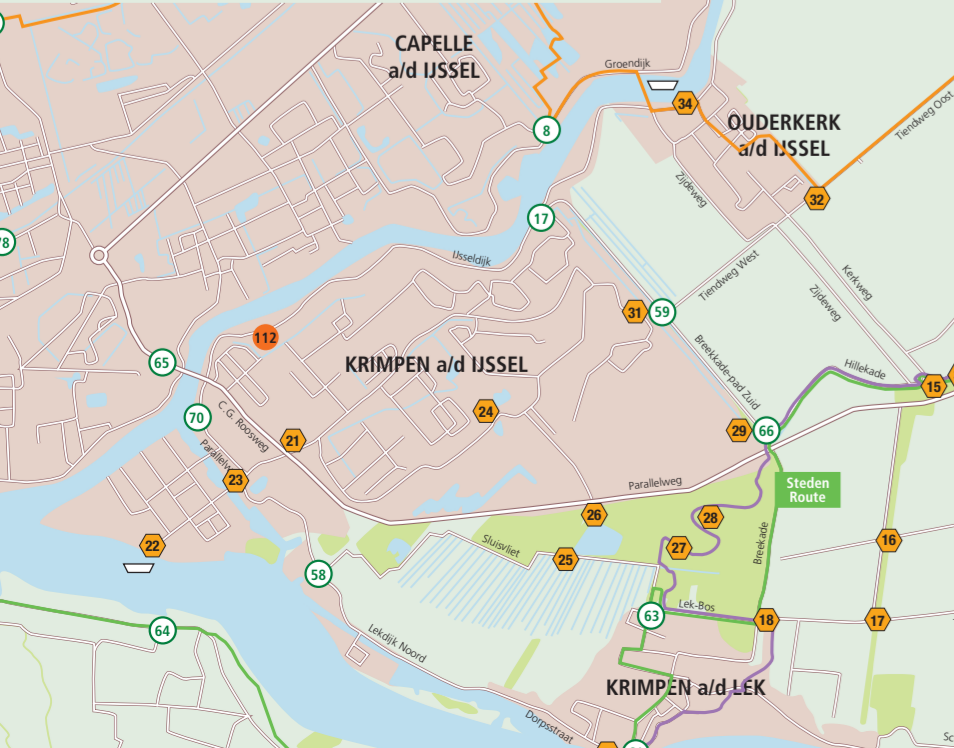 CAPELLE
a/d IJSSEL
Groendijk
34
8
OUDERKERK
a/d IJSSEL
Tiendweg Oost
Zijdeweg
32
17
78
IJsseldijk
Tiendweg West
Kerkweg
Zijdeweg
31
59
112
65
KRIMPEN a/d IJSSEL
Breekkade-pad Zuid
Hillekade
15
70
C.G. Roosweg
24
21
29
66
Parallelweg
23
Parallelweg
Steden
Route
26
28
22
Sluisvliet
25
27
Breekade
16
58
Lek-Bos
63
18
17
64
Lekdijk Noord
KRIMPEN a/d LEK
Dorpsstraat
Sc